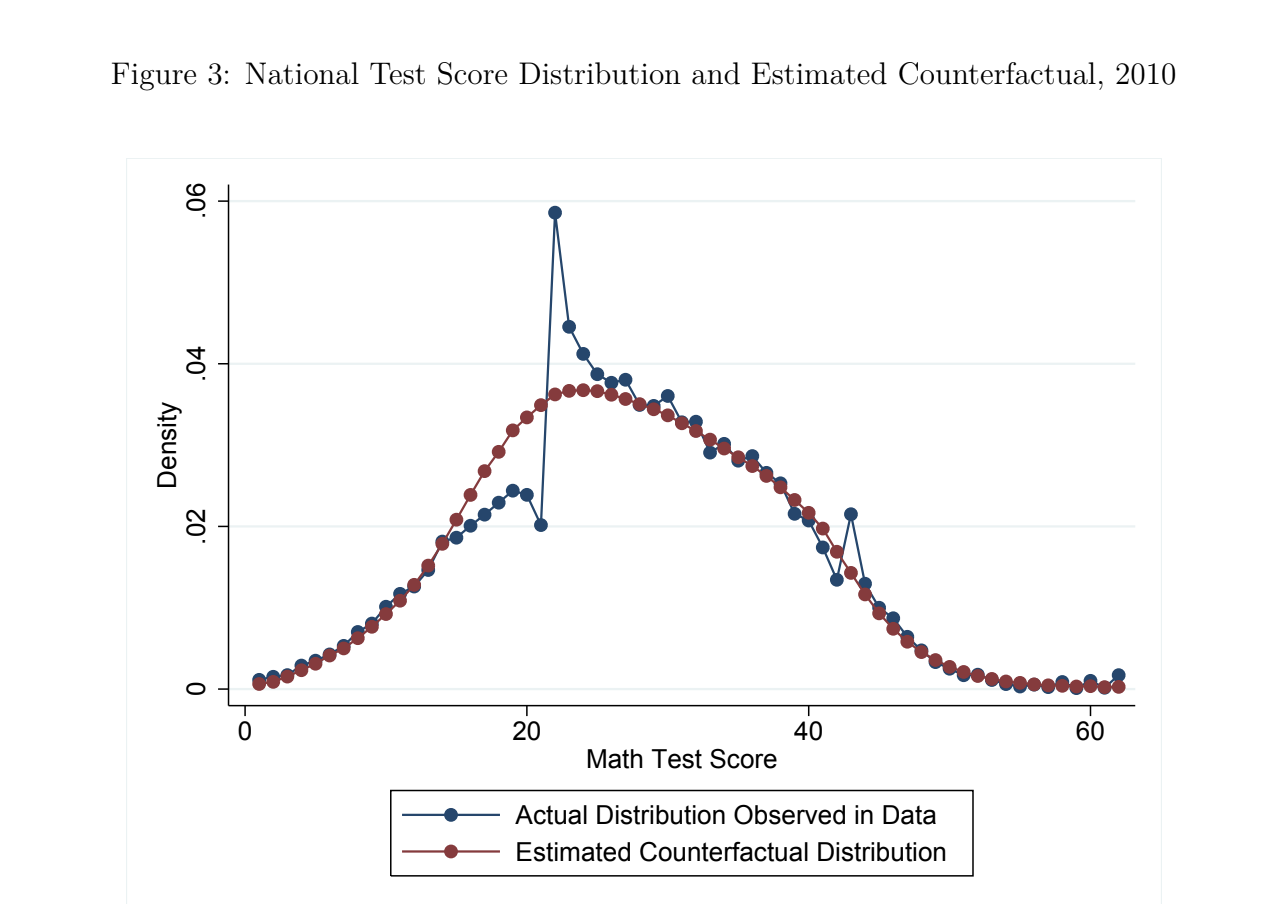 Figure 3: National Test Score Distribution and Estimated Counterfactual, 2010
.06
.04
.02
0
Density
0 20 40 60
Math Test Score
Actual Distribution Observed in Data
Estimated Counterfactual Distribution